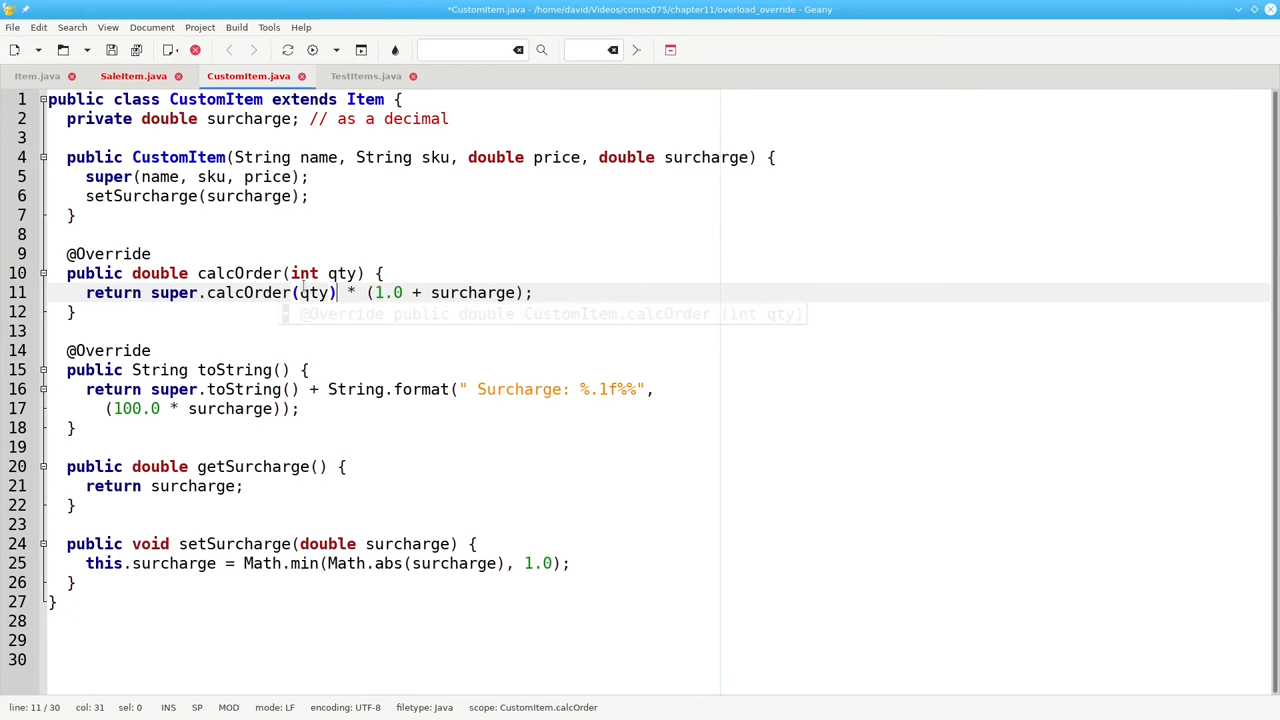 *CustomItem.java - /home/david/Videos/comsc075/chapter11/overload_override - Geany
File Edit Search View Document Project Build Tools Help
Item.java SaleItem.java CustomItem.java TestItems.java
1 public class CustomItem extends Item {
2 private double surcharge; // as a decimal
3
4 public CustomItem(String name, String sku, double price, double surcharge) {
5 super(name, sku, price);
6 setSurcharge(surcharge);
7 }
8
9 @Override
10 public double calcOrder(int qty) {
11 return super.calcOrder(qty) * (1.0 + surcharge);
@Override public double CustomItem.calcOrder (int qty)
12 }
13
14 @Override
15 public String toString() {
16 return super.toString() + String.format(" Surcharge: %.1f%%",
17 (100.0 * surcharge));
18 }
19
20 public double getSurcharge() {
21 return surcharge;
22 }
23
24 public void setSurcharge(double surcharge) {
25 this.surcharge = Math.min(Math.abs(surcharge), 1.0);
26 }
27 }
28
29
30
line: 11 / 30 col: 31 sel: 0 INS SP MOD mode: LF encoding: UTF-8 filetype: Java scope: CustomItem.calcOrder